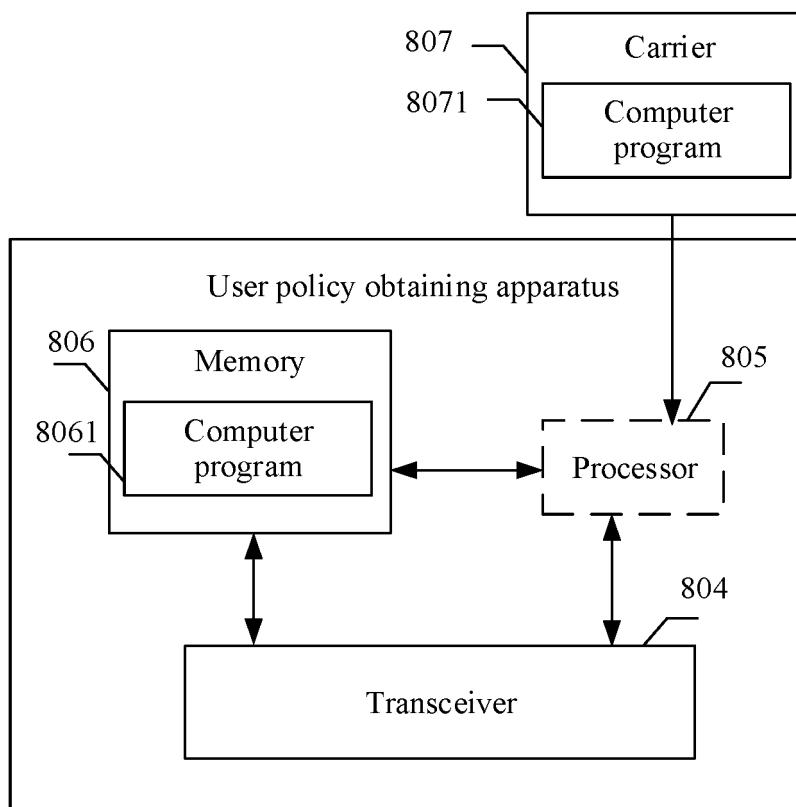 807
Carrier
8071
Computer
program
User policy obtaining apparatus
806
Memory
805
8061
Computer
program
Processor
804
Transceiver